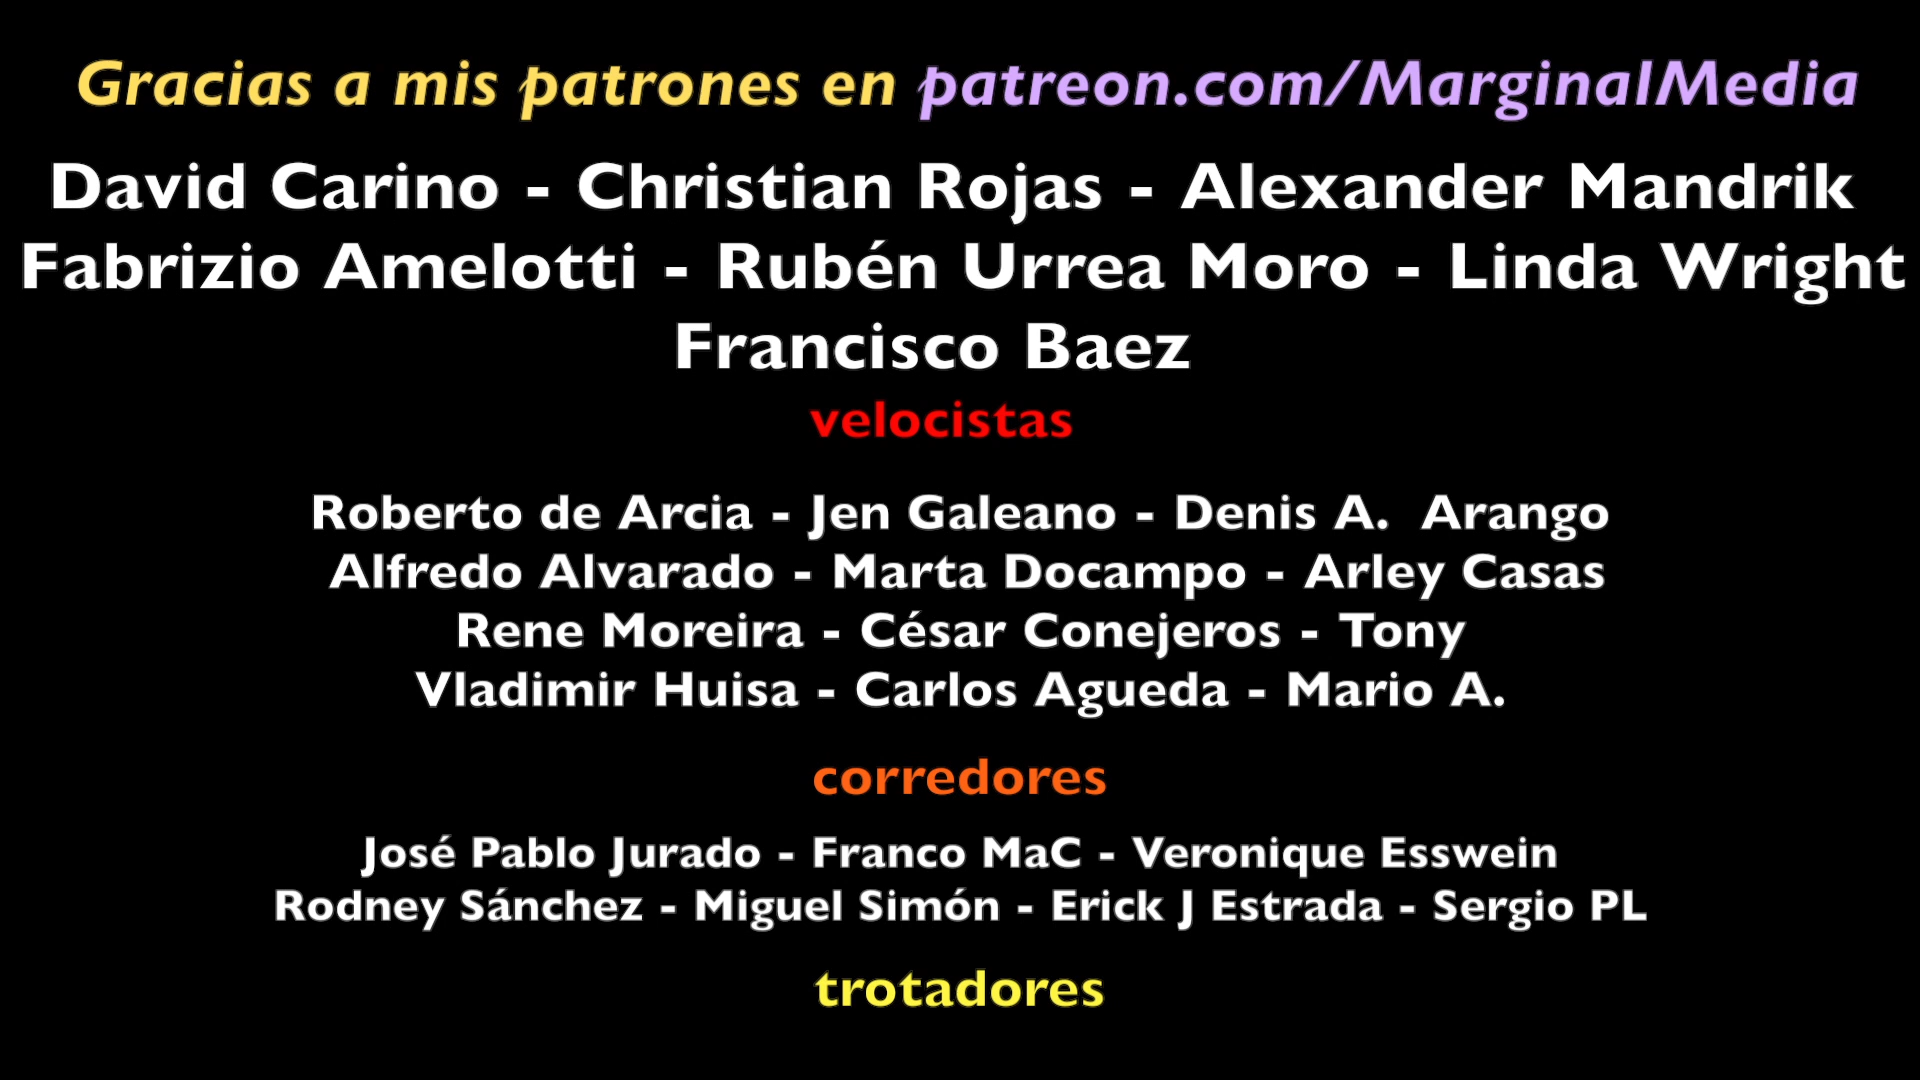 Gracias a mis patrones en patreon.com/MarginalMedia
David Carino - Christian Rojas - Alexander Mandrik
Fabrizio Amelotti - Rubén Urrea Moro - Linda Wright
Francisco Baez
velocistas
Roberto de Arcia - Jen Galeano - Denis A.  Arango
Alfredo Alvarado - Marta Docampo - Arley Casas
Rene Moreira - César Conejeros - Tony
Vladimir Huisa - Carlos Agueda - Mario A.
corredores
José Pablo Jurado - Franco MaC - Veronique Esswein
Rodney Sánchez - Miguel Simón - Erick J Estrada - Sergio PL
trotadores